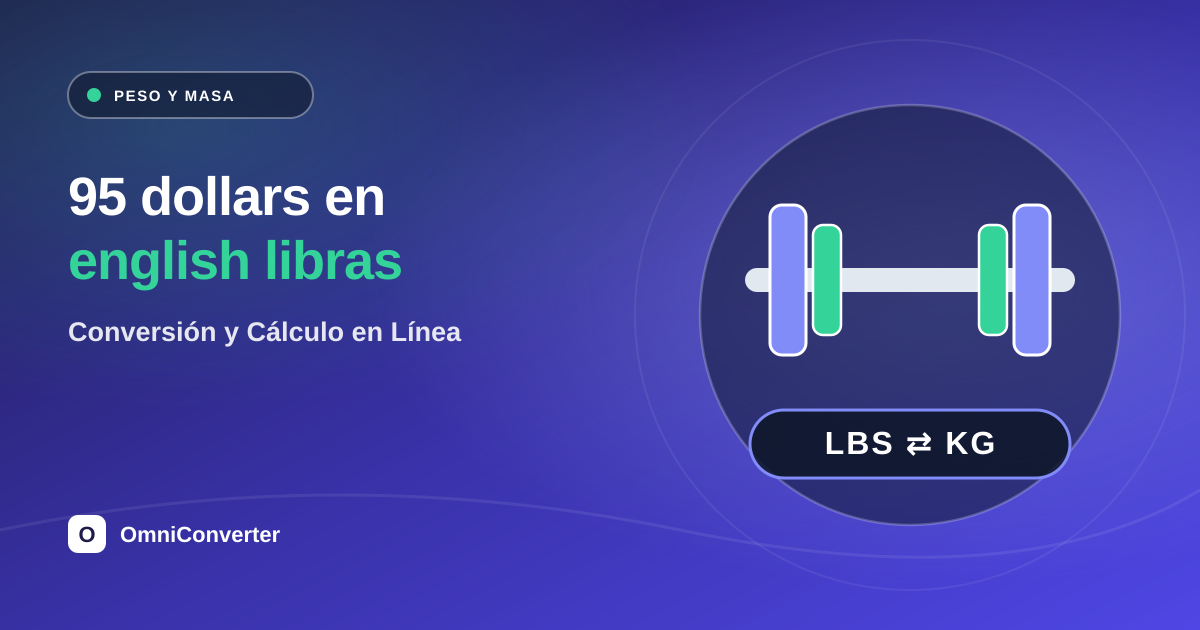 PESO Y MASA
95 dollars en
english libras
Conversión y Cálculo en Línea
LBS ⇄ KG
O OmniConverter